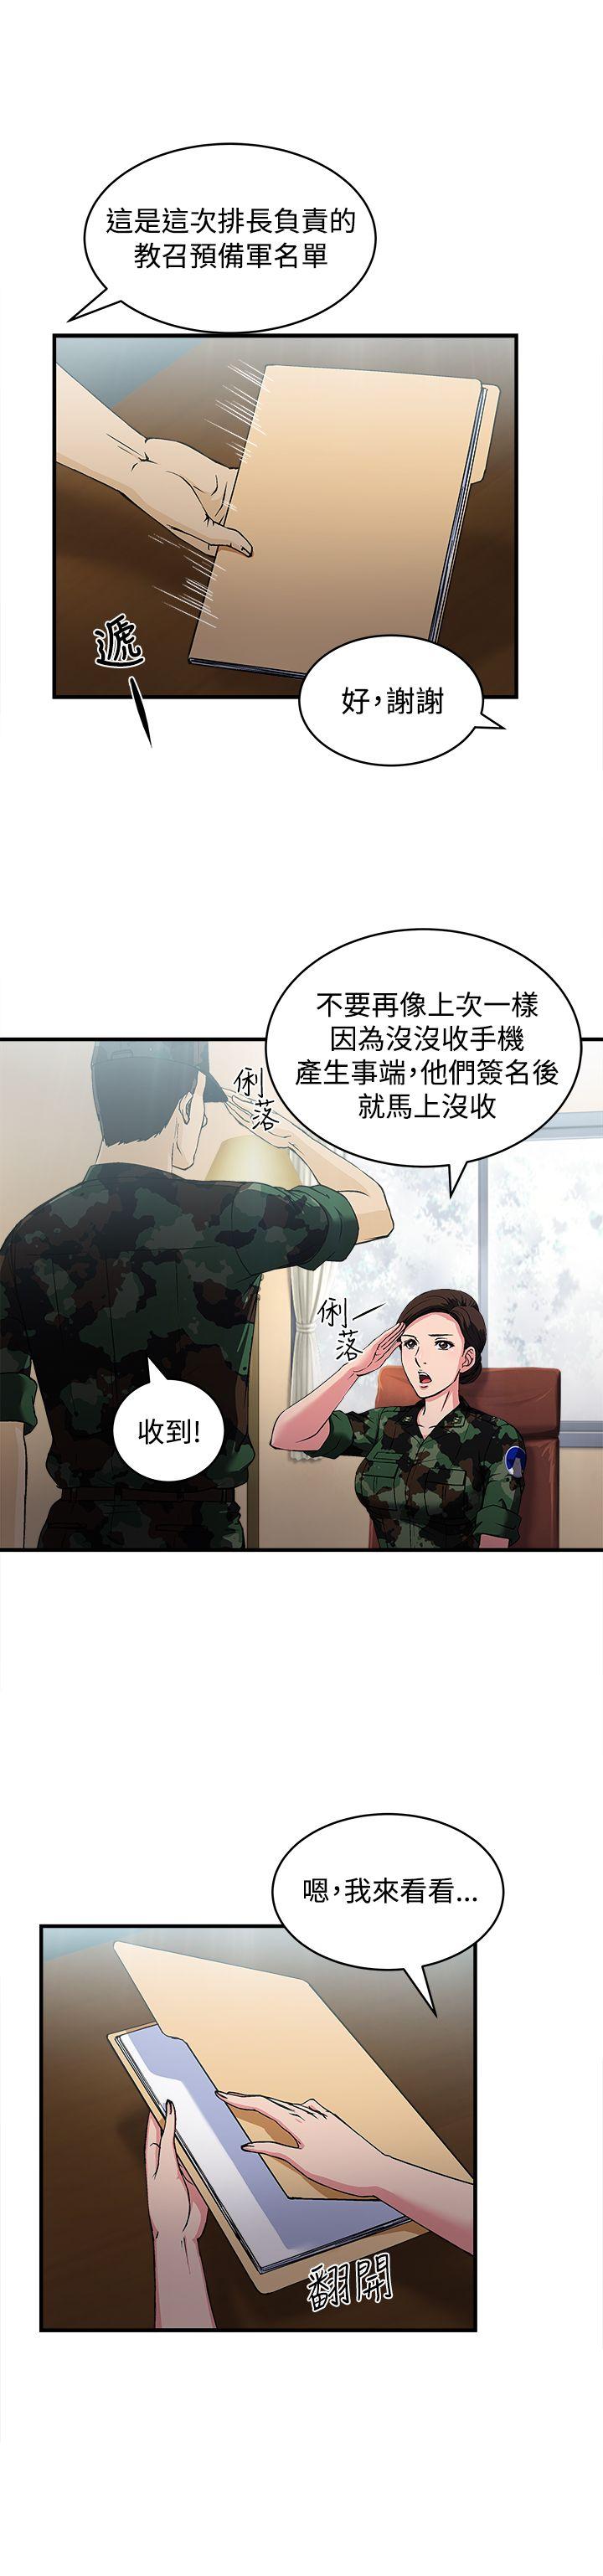 這是這次排長負責的
教召預備軍名單
遞
好，謝謝
不要再像上次一樣
因為沒沒收手機
產生事端，他們簽名後
就馬上沒收
俐落
俐落
收到！
嗯，我來看看…
翻開